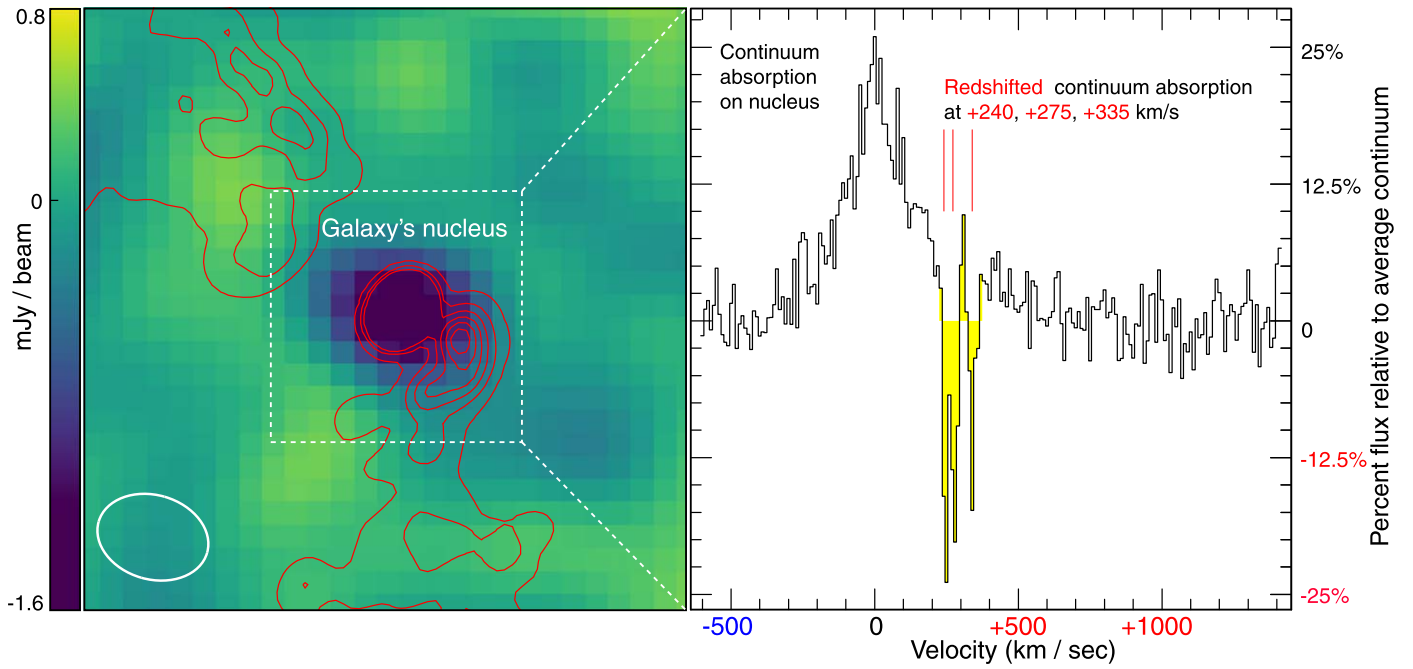 0.8
0
-1.6
mJy / beam
Galaxy's nucleus
Continuum
absorption
on nucleus
Redshifted continuum absorption
at +240, +275, +335 km/s
25%
12.5%
0
-12.5%
-25%
Percent flux relative to average continuum
-500
0
+500
+1000
Velocity (km / sec)